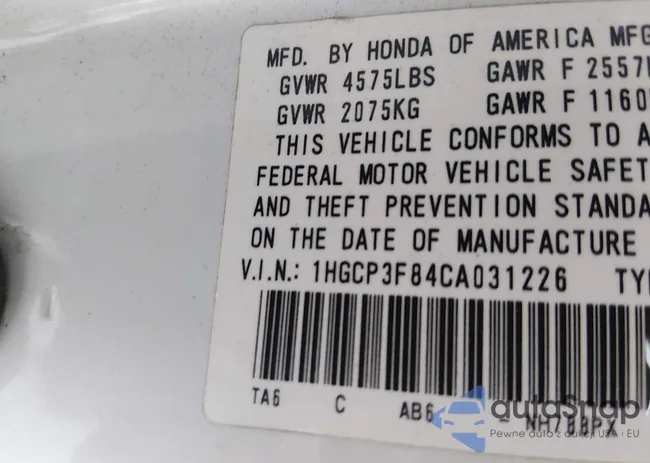 MFD. BY HONDA OF AMERICA MFG
GVWR 4575LBS GAWR F 2557
GVWR 2075KG GAWR F 1160
THIS VEHICLE CONFORMS TO A
FEDERAL MOTOR VEHICLE SAFET
AND THEFT PREVENTION STANDA
ON THE DATE OF MANUFACTURE
V.I.N.: 1HGCP3F84CA031226 TY
TA6 C AB6 – NH700PX
autoSnap
Pewne auta z aukcji USA i EU